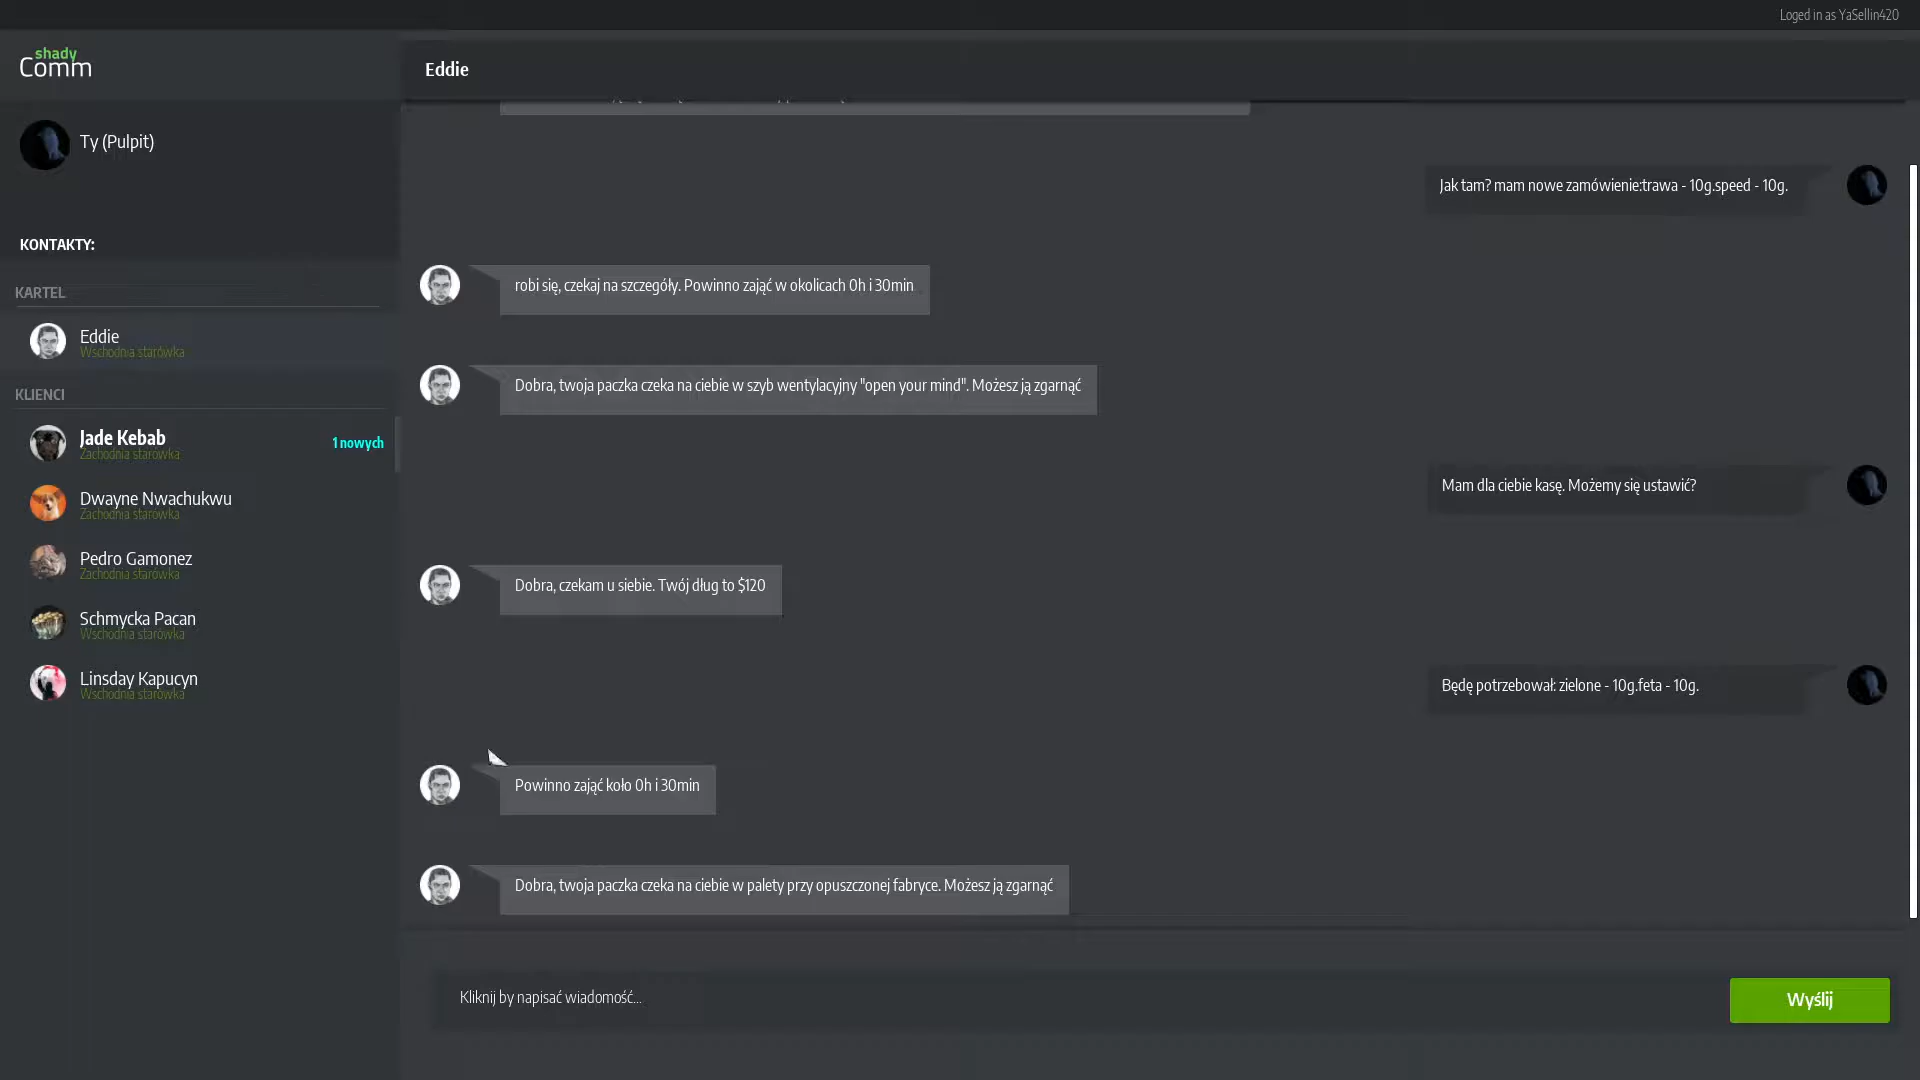 Loged in as YaSellin420
shady
Comm
Eddie
Ty (Pulpit)
Jak tam? mam nowe zamówienie:trawa - 10g.speed - 10g.
KONTAKTY:
robi się, czekaj na szczegóły. Powinno zająć w okolicach 0h i 30min
KARTEL
Eddie
Wschodnia starówka
Dobra, twoja paczka czeka na ciebie w szyb wentylacyjny "open your mind". Możesz ją zgarnąć
KLIENCI
Jade Kebab
Zachodnia starówka
1 nowych
Mam dla ciebie kasę. Możemy się ustawić?
Dwayne Nwachukwu
Zachodnia starówka
Pedro Gamonez
Zachodnia starówka
Dobra, czekam u siebie. Twój dług to $120
Schmycka Pacan
Wschodnia starówka
Linsday Kapucyn
Wschodnia starówka
Będę potrzebował: zielone - 10g.feta - 10g.
Powinno zająć koło 0h i 30min
Dobra, twoja paczka czeka na ciebie w palety przy opuszczonej fabryce. Możesz ją zgarnąć
Kliknij by napisać wiadomość...
Wyślij